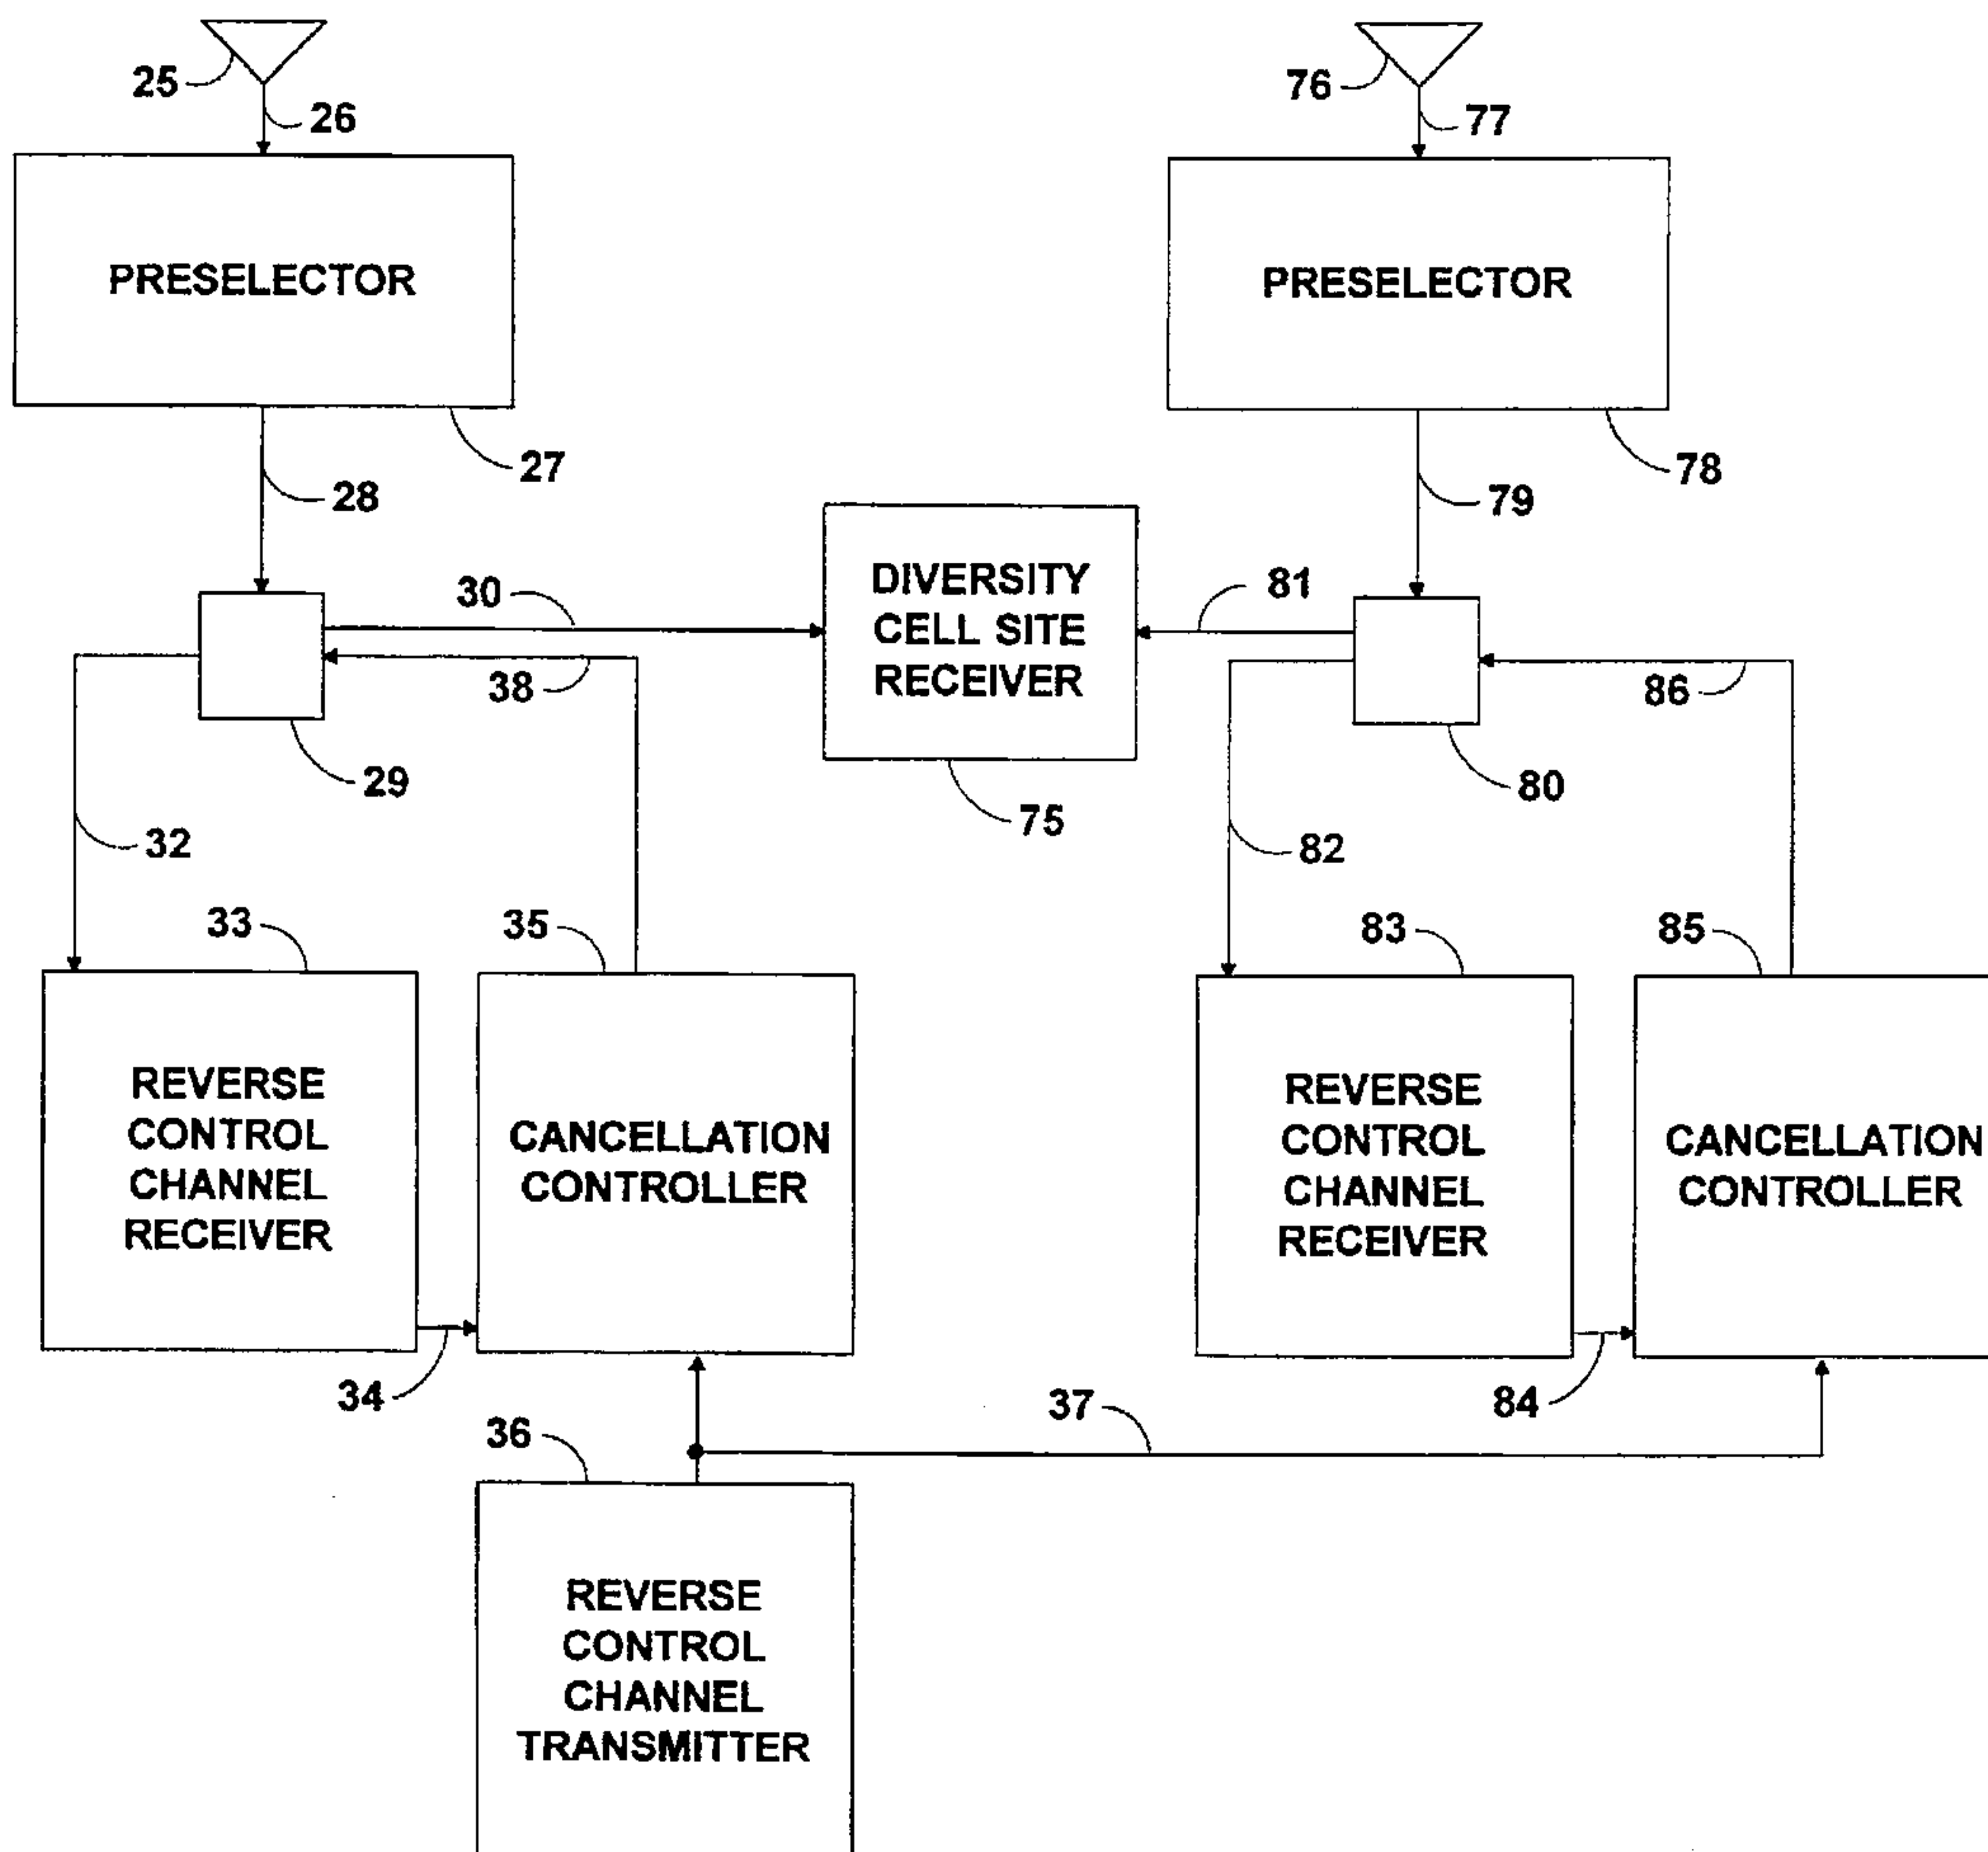 25
26
76
77
PRESELECTOR
PRESELECTOR
27
28
78
79
DIVERSITY
CELL SITE
RECEIVER
30
38
81
86
29
75
80
32
82
33
35
83
85
REVERSE
CONTROL
CHANNEL
RECEIVER
CANCELLATION
CONTROLLER
REVERSE
CONTROL
CHANNEL
RECEIVER
CANCELLATION
CONTROLLER
34
37
84
36
REVERSE
CONTROL
CHANNEL
TRANSMITTER